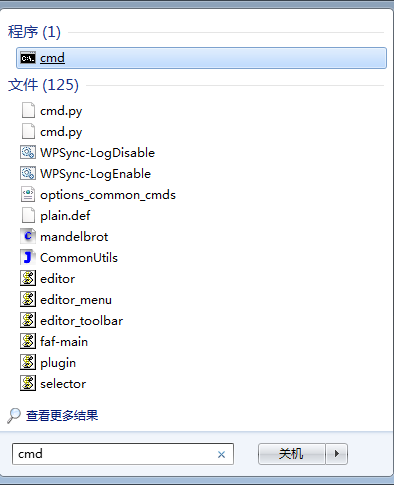 程序 (1)
cmd
文件 (125)
cmd.py
cmd.py
WPSync-LogDisable
WPSync-LogEnable
options_common_cmds
plain.def
mandelbrot
CommonUtils
editor
editor_menu
editor_toolbar
faf-main
plugin
selector
查看更多结果
cmd
关机